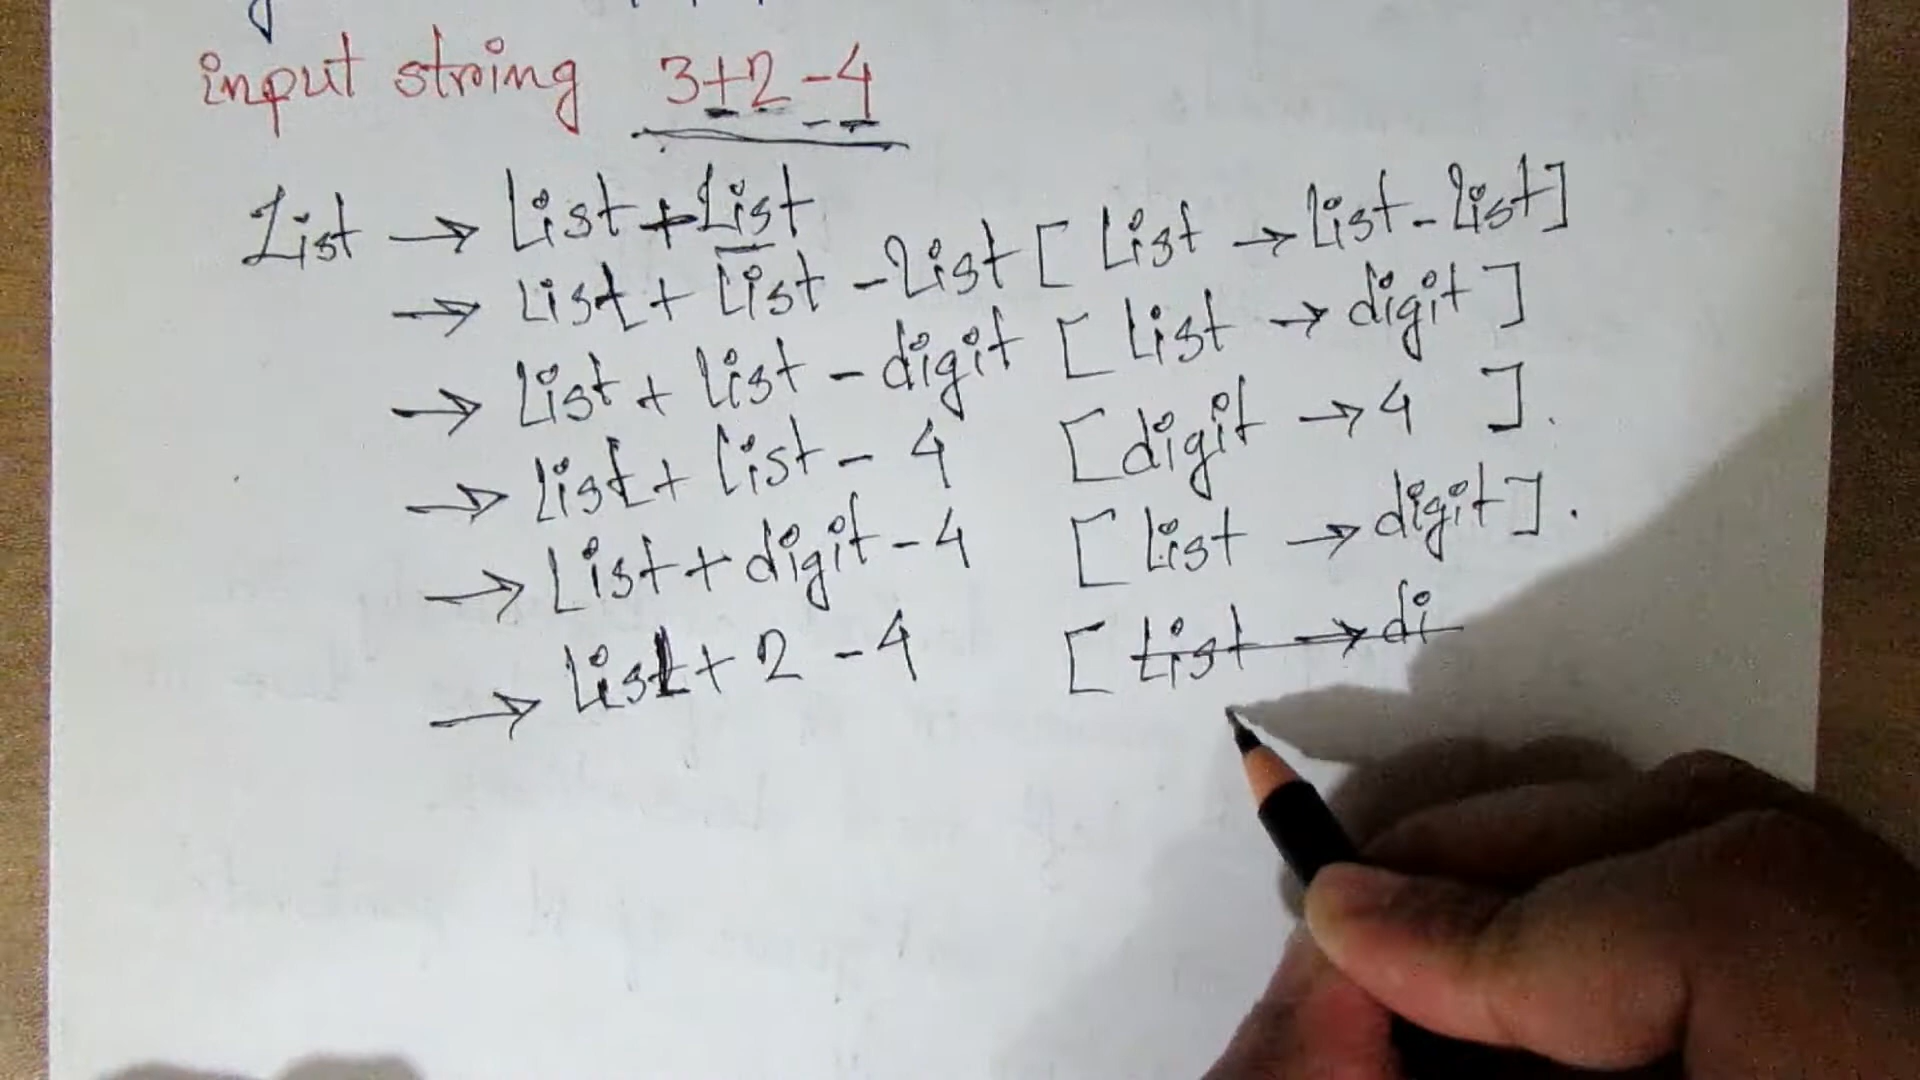 input string 3+2-4
List → List + List
→ List + List - List [ List → List - List ]
→ List + List - digit [ List → digit ]
→ List + List - 4 [ digit → 4 ].
→ List + digit - 4 [ List → digit ].
→ List + 2 - 4 [ List → di